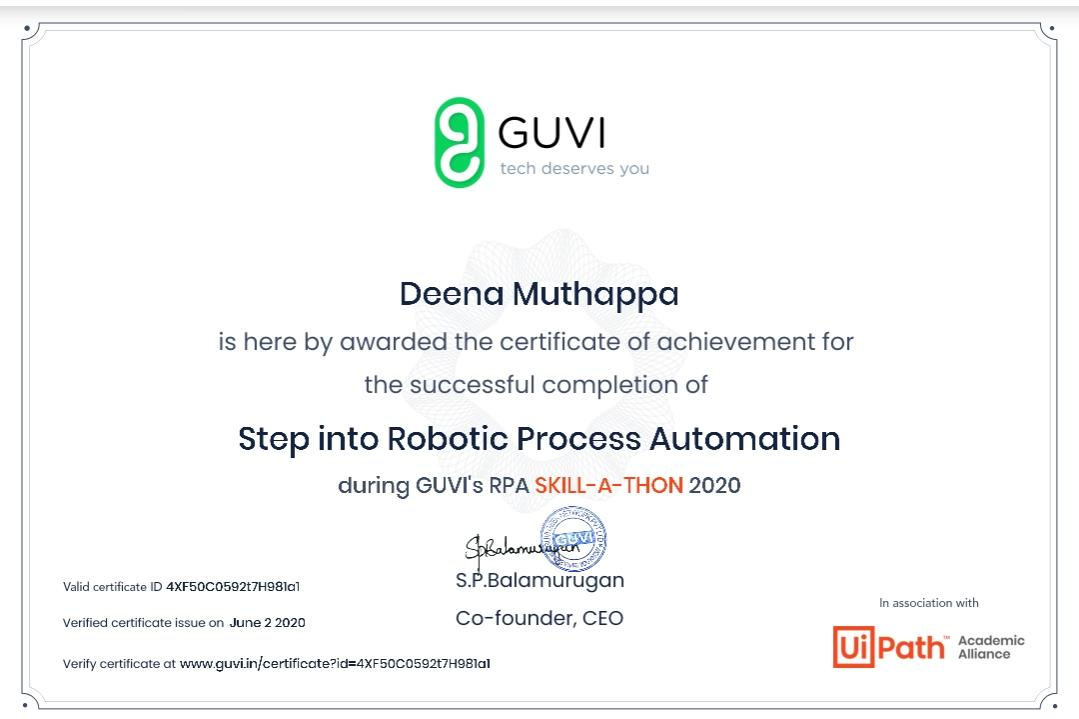 GUVI
tech deserves you
Deena Muthappa
is here by awarded the certificate of achievement for
the successful completion of
Step into Robotic Process Automation
during GUVI's RPA SKILL-A-THON 2020
SpBalamurugan
GUVI
S.P.Balamurugan
Co-founder, CEO
Valid certificate ID 4XF50C0592t7H981a1
Verified certificate issue on June 2 2020
Verify certificate at www.guvi.in/certificate?id=4XF50C0592t7H981a1
In association with
UiPath™ Academic
Alliance